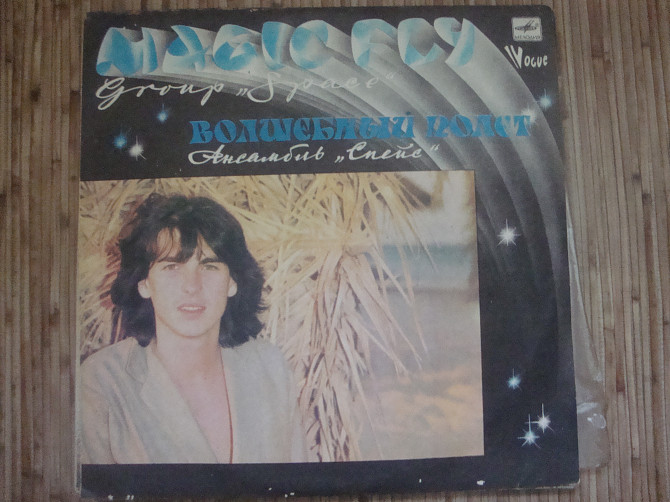 MAGIC FLY
Group „Space“
Vogue
ВОЛШЕБНЫЙ ПОЛЕТ
Ансамбль „Спейс“